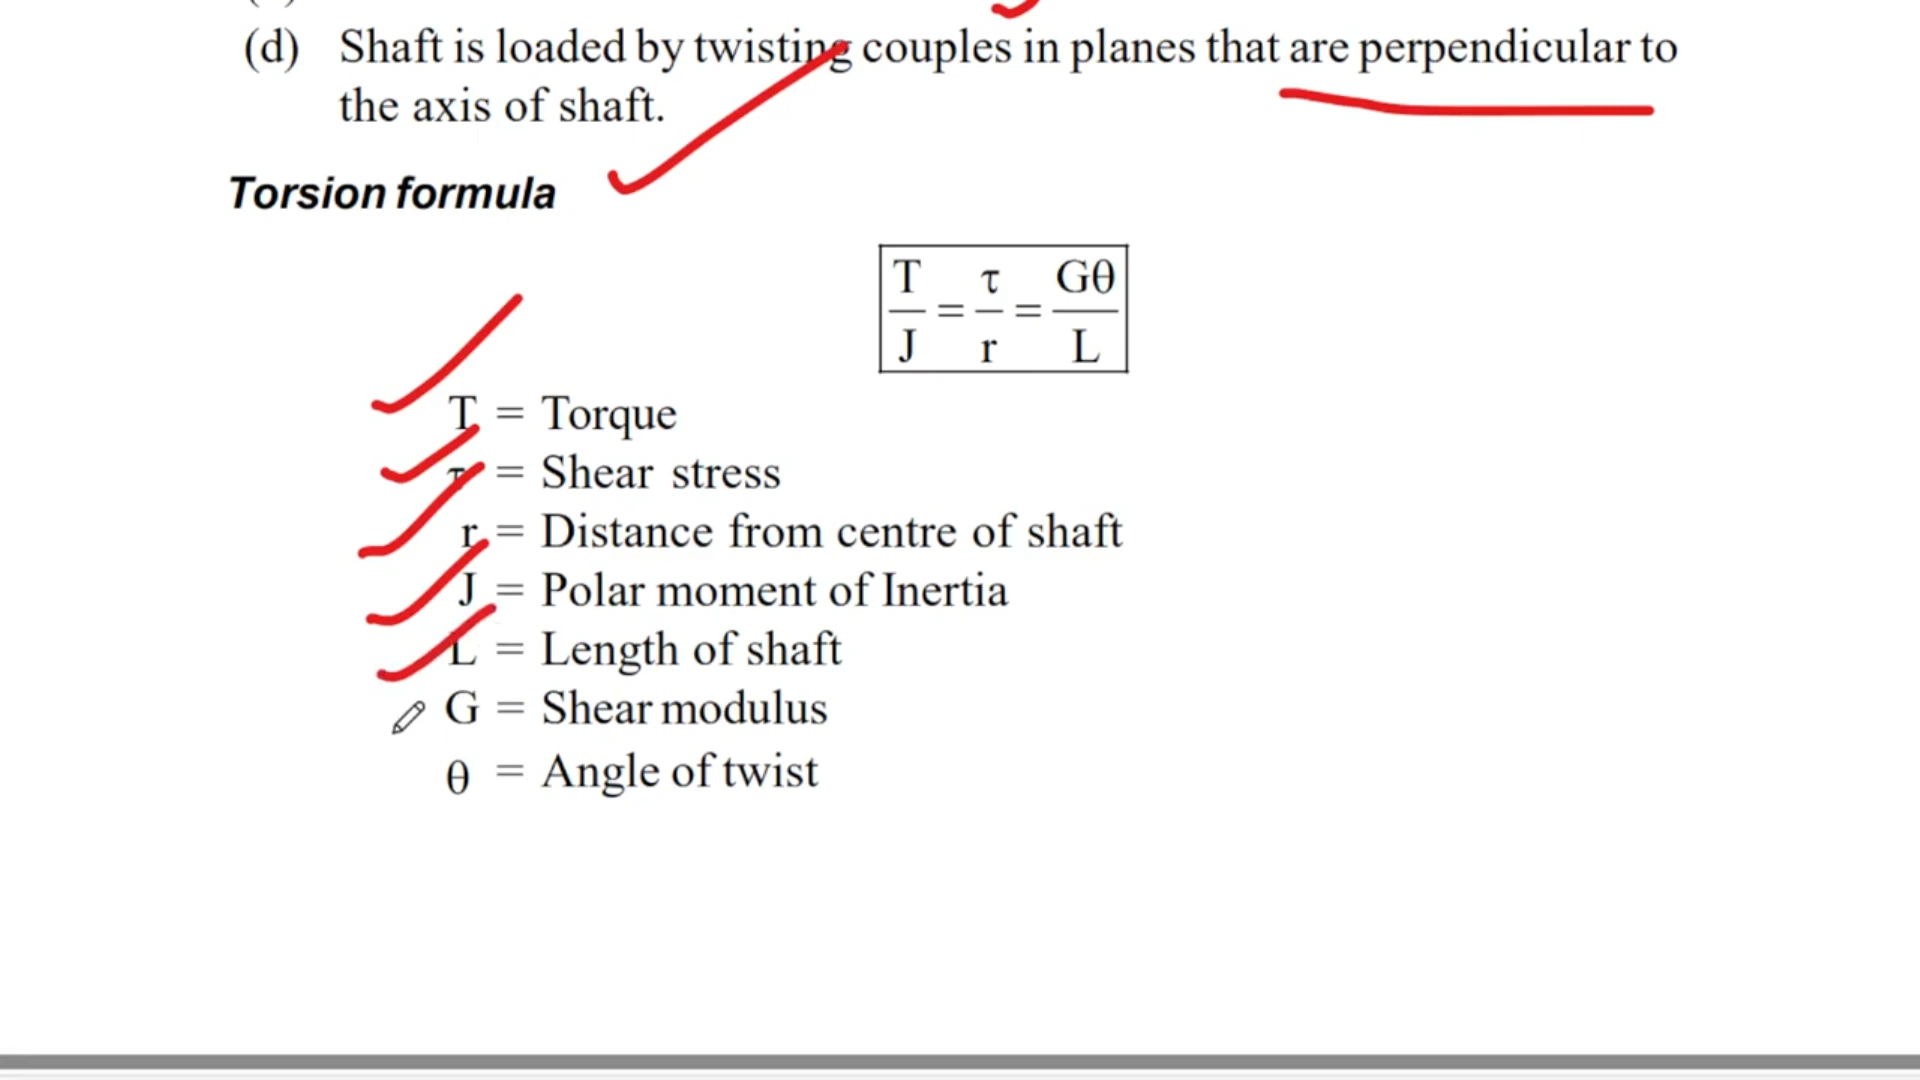 (d) Shaft is loaded by twisting couples in planes that are perpendicular to
the axis of shaft.
Torsion formula
T/J = τ/r = Gθ/L
T = Torque
τ = Shear stress
r = Distance from centre of shaft
J = Polar moment of Inertia
L = Length of shaft
G = Shear modulus
θ = Angle of twist